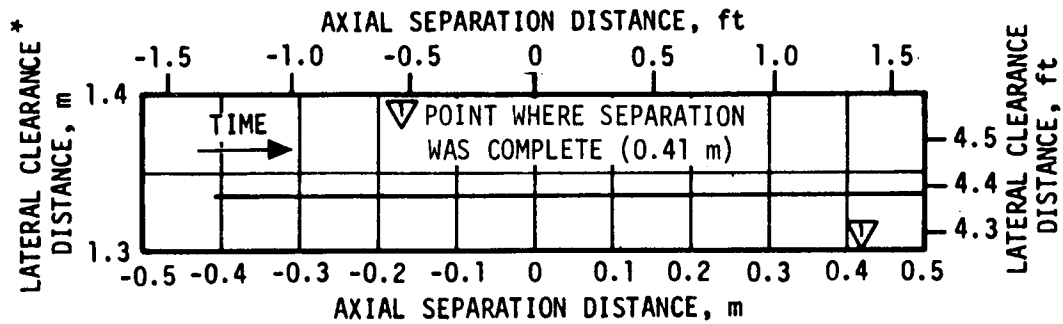 AXIAL SEPARATION DISTANCE, ft
-1.5 -1.0 -0.5 0 0.5 1.0 1.5
LATERAL CLEARANCE*
DISTANCE, m
1.4
1.3
TIME
1 POINT WHERE SEPARATION
WAS COMPLETE (0.41 m)
1
4.5
4.4
4.3
LATERAL CLEARANCE
DISTANCE, ft
-0.5 -0.4 -0.3 -0.2 -0.1 0 0.1 0.2 0.3 0.4 0.5
AXIAL SEPARATION DISTANCE, m